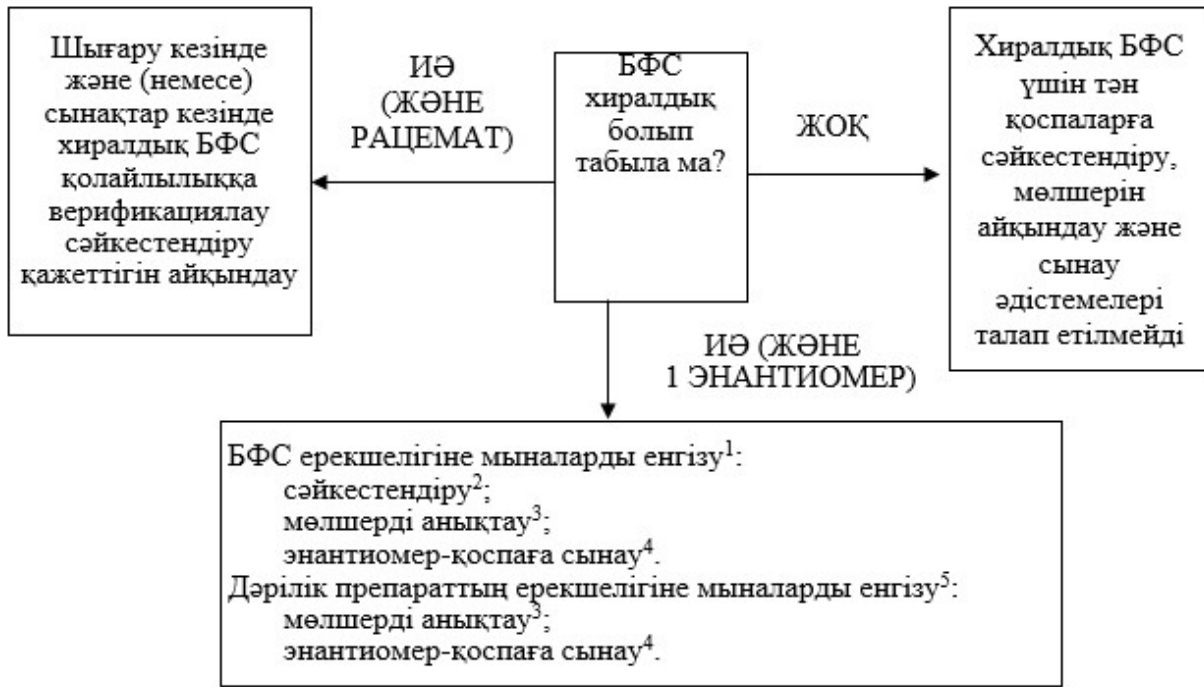 Шығару кезінде
және (немесе)
сынақтар кезінде
хиралдық БФС
қолайлылыққа
верификациялау
сәйкестендіру
қажеттігін айқындау
ИӘ
(ЖӘНЕ
РАЦЕМАТ)
БФС
хиралдық
болып
табыла ма?
ЖОҚ
Хиралдық БФС
үшін тән
қоспаларға
сәйкестендіру,
мөлшерін
айқындау және
сынау
әдістемелері
талап етілмейді
ИӘ (ЖӘНЕ
1 ЭНАНТИОМЕР)
БФС ерекшелігіне мыналарды енгізу¹:
сәйкестендіру²;
мөлшерді анықтау³;
энантиомер-қоспаға сынау⁴.
Дәрілік препараттың ерекшелігіне мыналарды енгізу⁵:
мөлшерді анықтау³;
энантиомер-қоспаға сынау⁴.